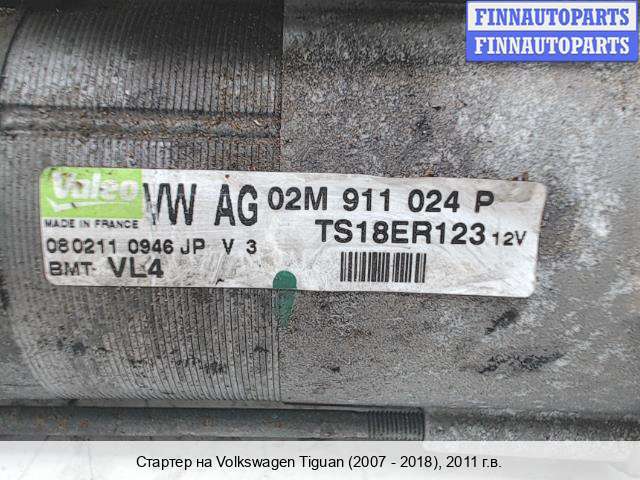 FINNAUTOPARTS
FINNAUTOPARTS
Valeo VW AG 02M 911 024 P
MADE IN FRANCE TS18ER123 12V
080211 0946 JP V 3
BMT- VL4
Стартер на Volkswagen Tiguan (2007 - 2018), 2011 г.в.